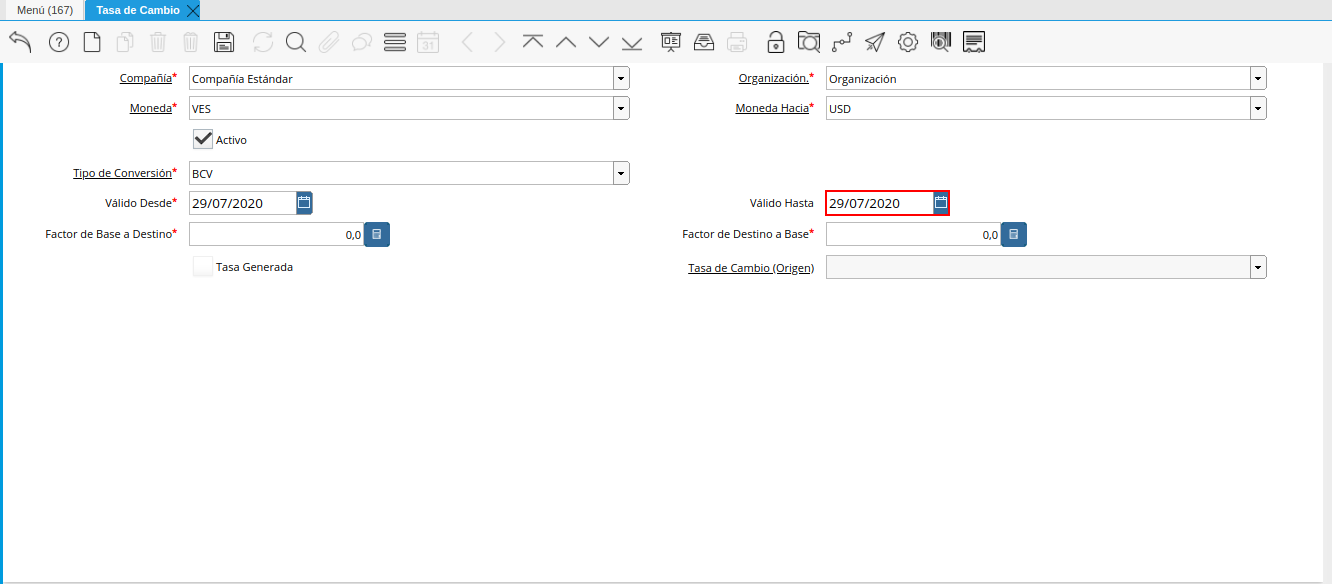 Menú (167) Tasa de Cambio
31
Compañía* Compañía Estándar Organización.* Organización
Moneda* VES Moneda Hacia* USD
Activo
Tipo de Conversión* BCV
Válido Desde* 29/07/2020 Válido Hasta 29/07/2020
Factor de Base a Destino* 0,0 Factor de Destino a Base* 0,0
Tasa Generada Tasa de Cambio (Origen)